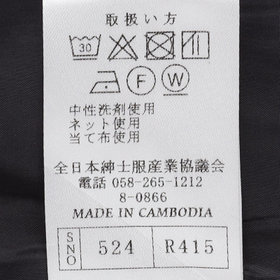 取扱い方
30
F W
中性洗剤使用
ネット使用
当て布使用
全日本紳士服産業協議会
電話 058-265-1212
8-0866
MADE IN CAMBODIA
SNO 524 R415